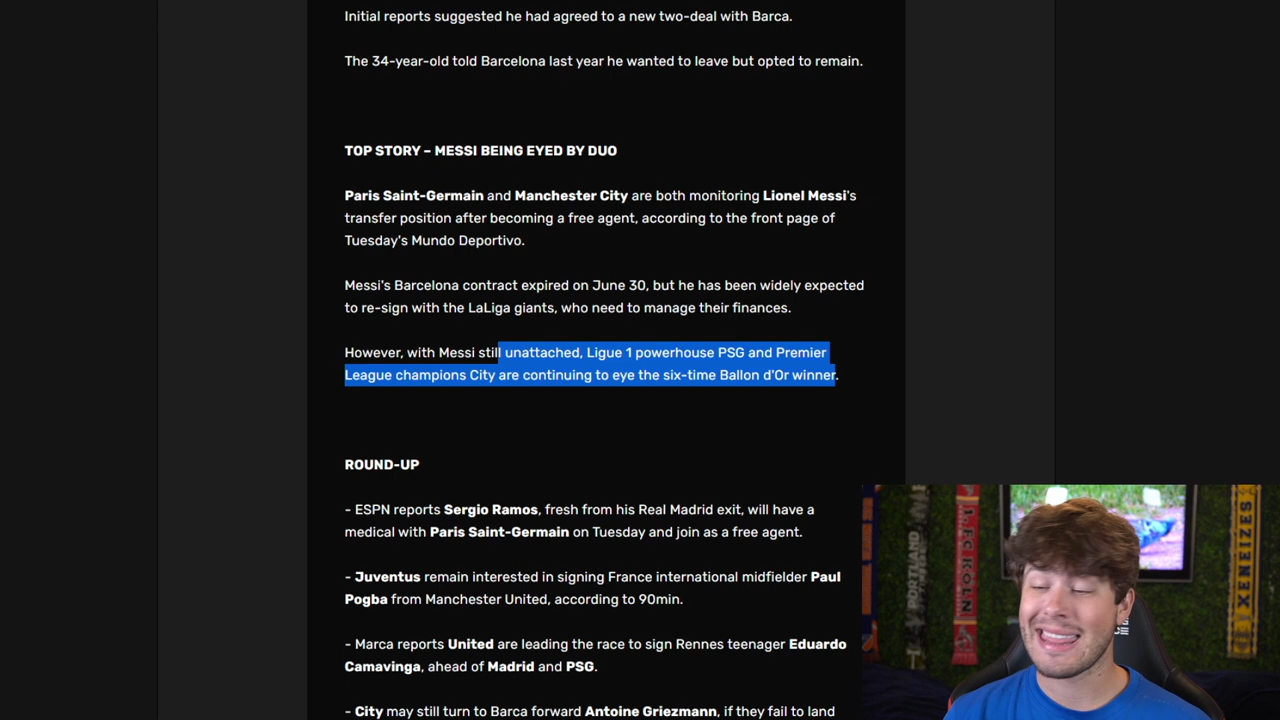 Initial reports suggested he had agreed to a new two-deal with Barca.
The 34-year-old told Barcelona last year he wanted to leave but opted to remain.
TOP STORY – MESSI BEING EYED BY DUO
Paris Saint-Germain and Manchester City are both monitoring Lionel Messi's
transfer position after becoming a free agent, according to the front page of
Tuesday's Mundo Deportivo.
Messi's Barcelona contract expired on June 30, but he has been widely expected
to re-sign with the LaLiga giants, who need to manage their finances.
However, with Messi still unattached, Ligue 1 powerhouse PSG and Premier
League champions City are continuing to eye the six-time Ballon d'Or winner.
ROUND-UP
- ESPN reports Sergio Ramos, fresh from his Real Madrid exit, will have a
medical with Paris Saint-Germain on Tuesday and join as a free agent.
- Juventus remain interested in signing France international midfielder Paul
Pogba from Manchester United, according to 90min.
- Marca reports United are leading the race to sign Rennes teenager Eduardo
Camavinga, ahead of Madrid and PSG.
- City may still turn to Barca forward Antoine Griezmann, if they fail to land
PORTLAND
1. FC KÖLN
XENEIZES